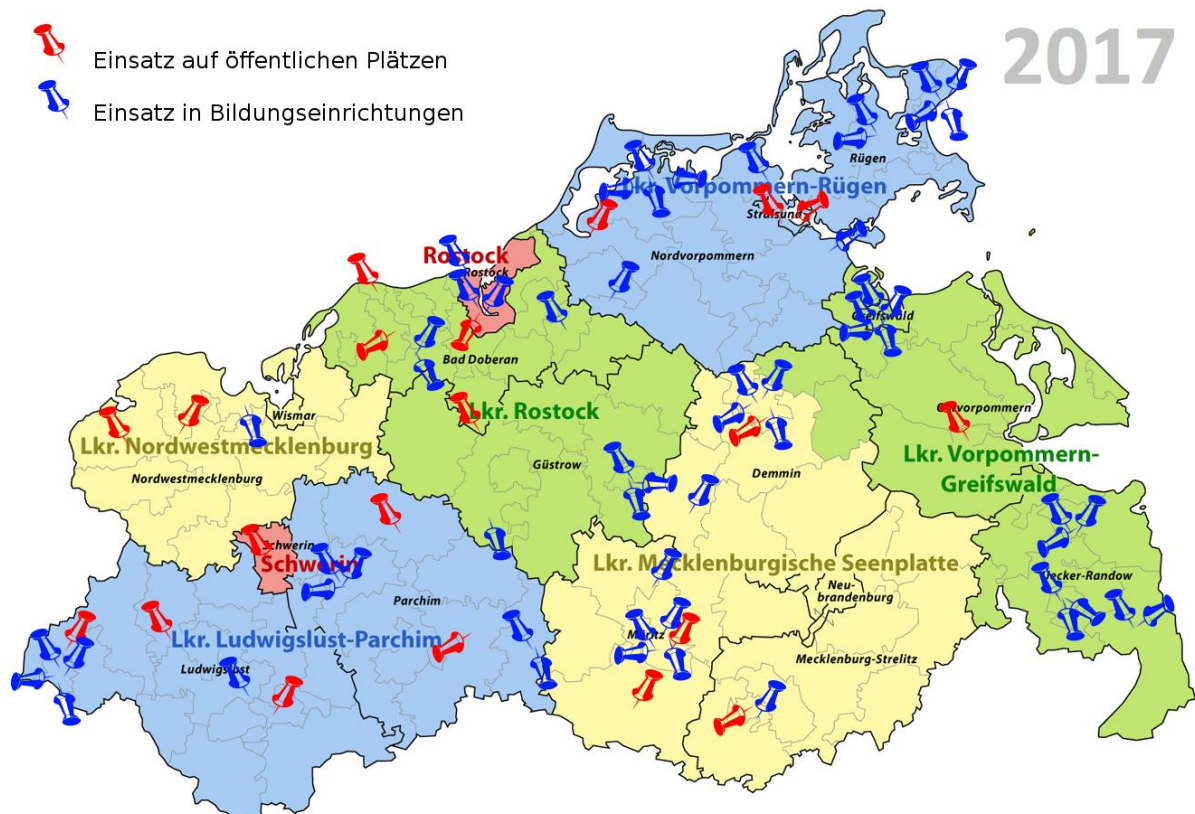 2017
Einsatz auf öffentlichen Plätzen
Einsatz in Bildungseinrichtungen
Rügen
Lkr. Vorpommern-Rügen
Stralsund
Nordvorpommern
Rostock
Rostock
Greifswald
Bad Doberan
Lkr. Rostock
Wismar
Ostvorpommern
Lkr. Nordwestmecklenburg
Nordwestmecklenburg
Güstrow
Demmin
Lkr. Vorpommern-
Greifswald
Schwerin
Schwerin
Lkr. Mecklenburgische Seenplatte
Uecker-Randow
Neu-
brandenburg
Parchim
Lkr. Ludwigslust-Parchim
Müritz
Ludwigslust
Mecklenburg-Strelitz